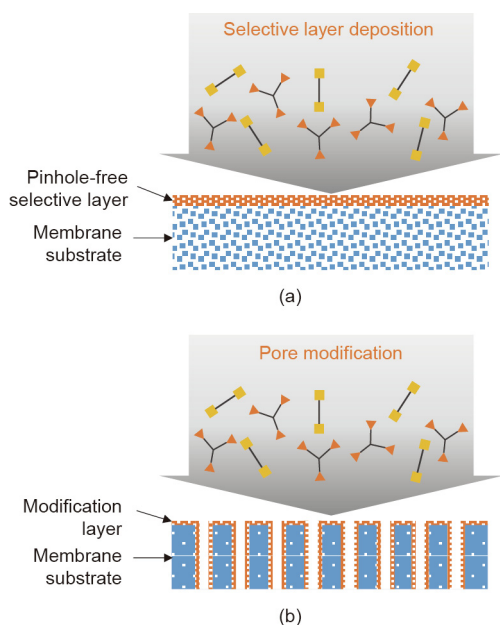 Selective layer deposition
Pinhole-free
selective layer
Membrane
substrate
(a)
Pore modification
Modification
layer
Membrane
substrate
(b)